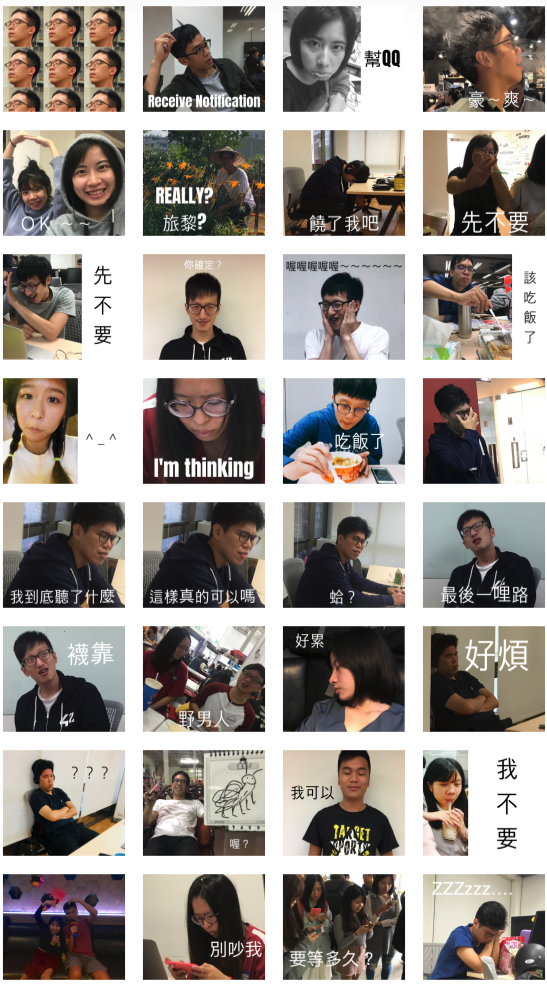 Receive Notification
幫QQ
豪～爽～
OK～～！
REALLY?
旅黎?
饒了我吧
先不要
先
不
要
你確定？
喔喔喔喔喔～～～～～～
該
吃
飯
了
^_^
I'm thinking
吃飯了
我到底聽了什麼
這樣真的可以嗎
蛤？
最後一哩路
襪靠
野男人
好累
好煩
？？？
喔？
我可以
TARGET
SPORTS
我
不
要
別吵我
要等多久？
ZZZzzz....